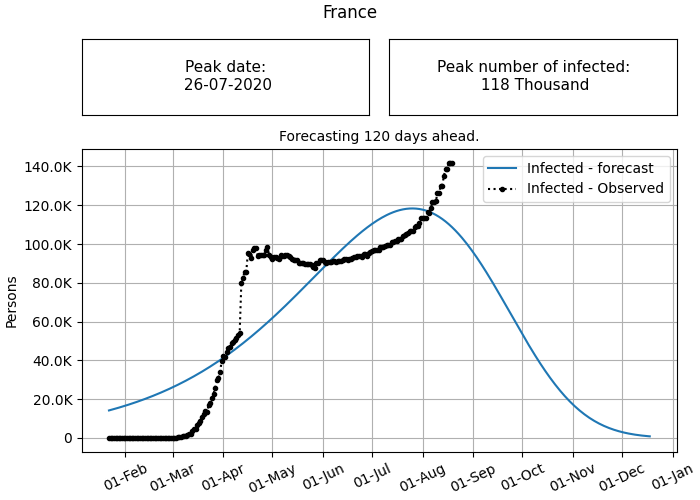 France
Peak date:
26-07-2020
Peak number of infected:
118 Thousand
Forecasting 120 days ahead.
140.0K
120.0K
100.0K
80.0K
60.0K
40.0K
20.0K
0
Persons
Infected - forecast
Infected - Observed
01-Feb
01-Mar
01-Apr
01-May
01-Jun
01-Jul
01-Aug
01-Sep
01-Oct
01-Nov
01-Dec
01-Jan